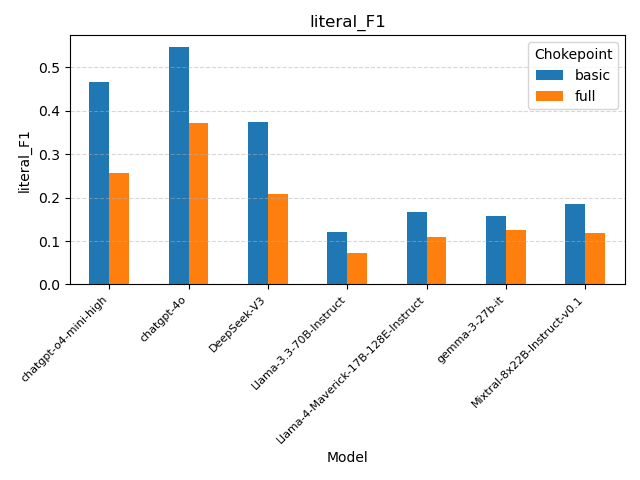 literal_F1
literal_F1
0.5
0.4
0.3
0.2
0.1
0.0
Chokepoint
basic
full
chatgpt-o4-mini-high
chatgpt-4o
DeepSeek-V3
Llama-3.3-70B-Instruct
Llama-4-Maverick-17B-128E-Instruct
gemma-3-27b-it
Mixtral-8x22B-Instruct-v0.1
Model